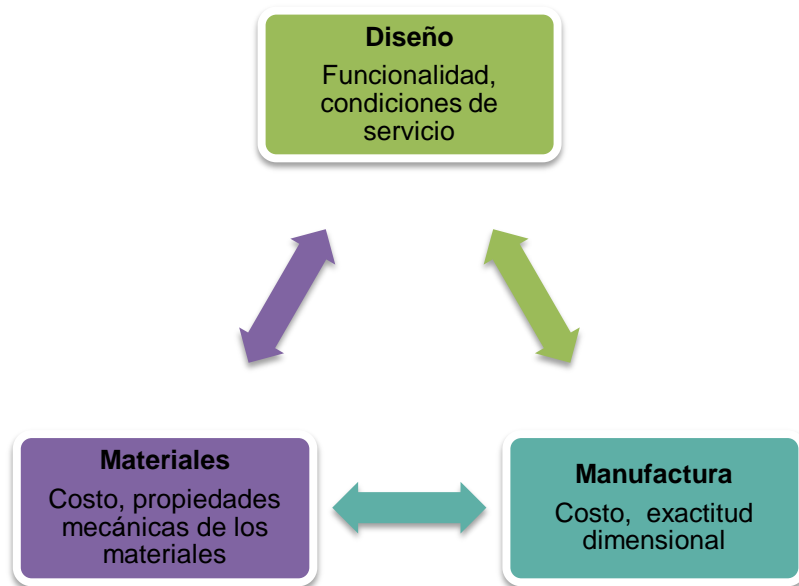 Diseño
Funcionalidad,
condiciones de
servicio
Materiales
Costo, propiedades
mecánicas de los
materiales
Manufactura
Costo,  exactitud
dimensional